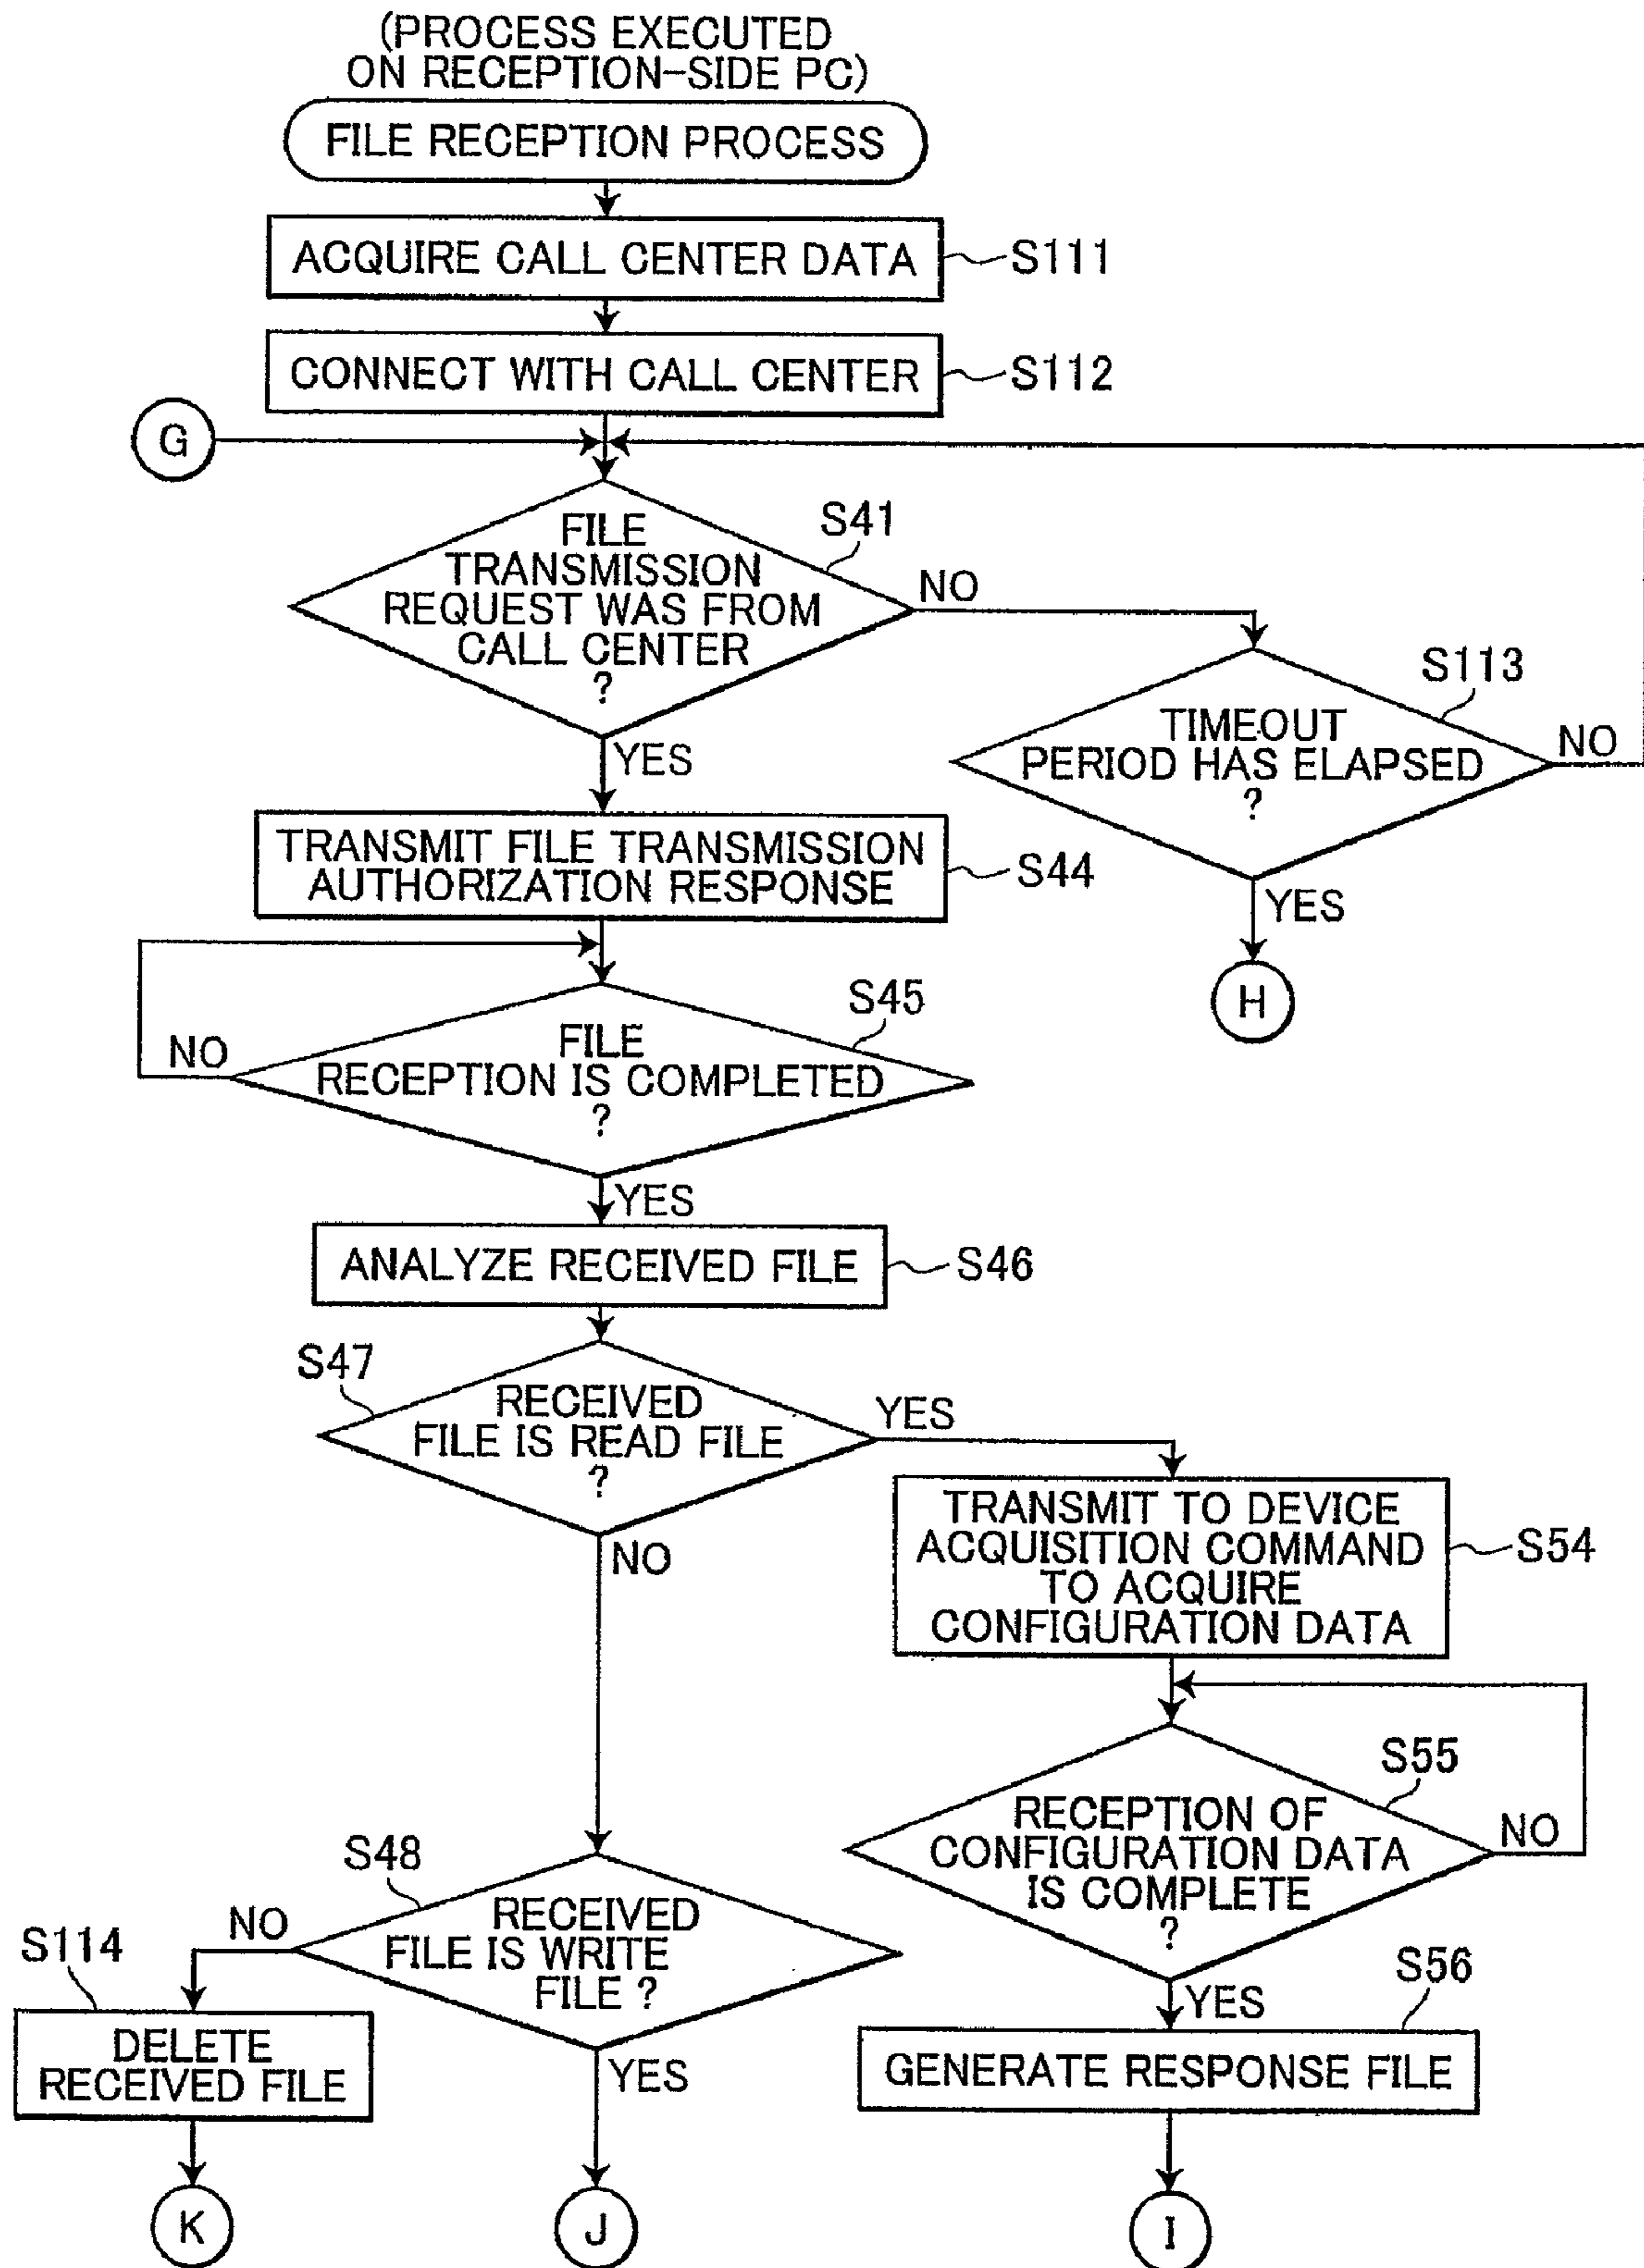 (PROCESS EXECUTED
ON RECEPTION-SIDE PC)
FILE RECEPTION PROCESS
ACQUIRE CALL CENTER DATA
S111
CONNECT WITH CALL CENTER
S112
G
S41
FILE
TRANSMISSION
REQUEST WAS FROM
CALL CENTER
?
NO
YES
S113
TIMEOUT
PERIOD HAS ELAPSED
?
NO
YES
H
TRANSMIT FILE TRANSMISSION
AUTHORIZATION RESPONSE
S44
S45
FILE
RECEPTION IS COMPLETED
?
NO
YES
ANALYZE RECEIVED FILE
S46
S47
RECEIVED
FILE IS READ FILE
?
YES
NO
TRANSMIT TO DEVICE
ACQUISITION COMMAND
TO ACQUIRE
CONFIGURATION DATA
S54
S55
RECEPTION OF
CONFIGURATION DATA
IS COMPLETE
?
NO
YES
S48
RECEIVED
FILE IS WRITE
FILE ?
NO
YES
S114
DELETE
RECEIVED FILE
S56
GENERATE RESPONSE FILE
K
J
I